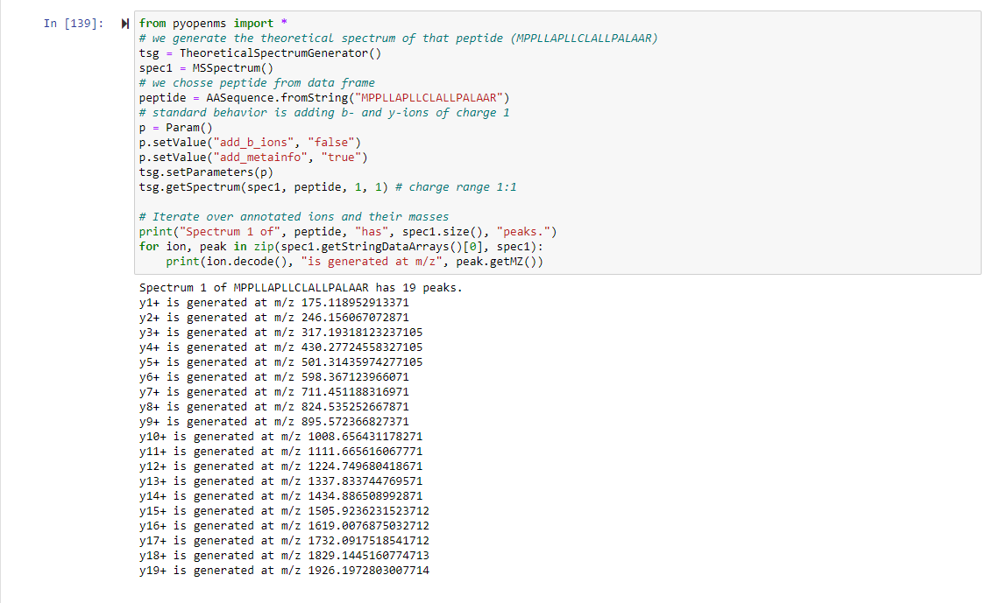 In [139]:
from pyopenms import *
# we generate the theoretical spectrum of that peptide (MPPLLAPLLCLALLPALAAR)
tsg = TheoreticalSpectrumGenerator()
spec1 = MSSpectrum()
# we chosse peptide from data frame
peptide = AASequence.fromString("MPPLLAPLLCLALLPALAAR")
# standard behavior is adding b- and y-ions of charge 1
p = Param()
p.setValue("add_b_ions", "false")
p.setValue("add_metainfo", "true")
tsg.setParameters(p)
tsg.getSpectrum(spec1, peptide, 1, 1) # charge range 1:1
# Iterate over annotated ions and their masses
print("Spectrum 1 of", peptide, "has", spec1.size(), "peaks.")
for ion, peak in zip(spec1.getStringDataArrays()[0], spec1):
    print(ion.decode(), "is generated at m/z", peak.getMZ())
Spectrum 1 of MPPLLAPLLCLALLPALAAR has 19 peaks.
y1+ is generated at m/z 175.118952913371
y2+ is generated at m/z 246.156067072871
y3+ is generated at m/z 317.19318123237105
y4+ is generated at m/z 430.27724558327105
y5+ is generated at m/z 501.31435974277105
y6+ is generated at m/z 598.367123966071
y7+ is generated at m/z 711.451188316971
y8+ is generated at m/z 824.535252667871
y9+ is generated at m/z 895.572366827371
y10+ is generated at m/z 1008.656431178271
y11+ is generated at m/z 1111.665616067771
y12+ is generated at m/z 1224.749680418671
y13+ is generated at m/z 1337.833744769571
y14+ is generated at m/z 1434.886508992871
y15+ is generated at m/z 1505.9236231523712
y16+ is generated at m/z 1619.0076875032712
y17+ is generated at m/z 1732.0917518541712
y18+ is generated at m/z 1829.1445160774713
y19+ is generated at m/z 1926.1972803007714